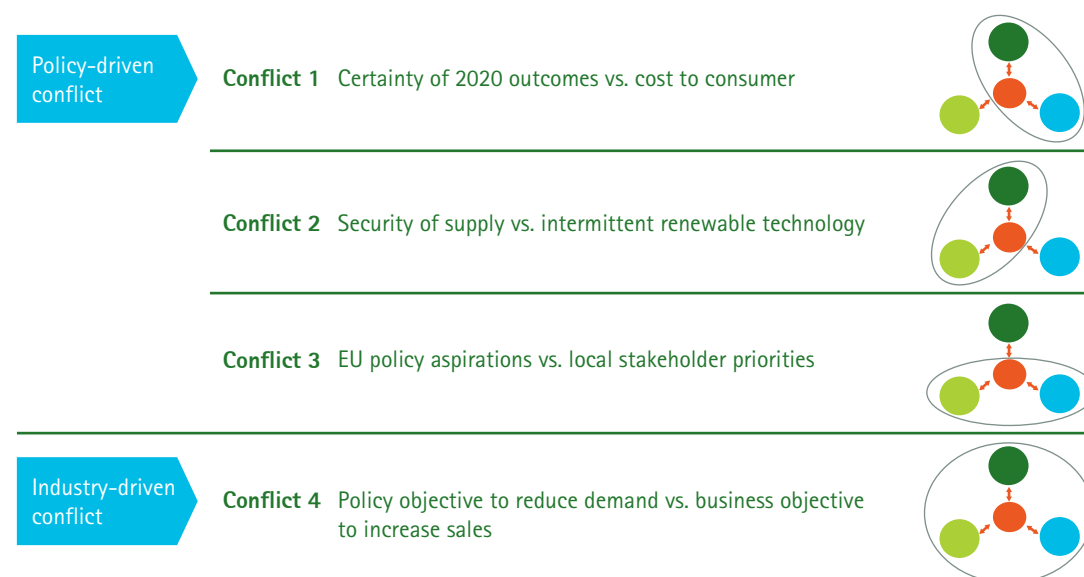 Policy-driven
conflict
Conflict 1 Certainty of 2020 outcomes vs. cost to consumer
Conflict 2 Security of supply vs. intermittent renewable technology
Conflict 3 EU policy aspirations vs. local stakeholder priorities
Industry-driven
conflict
Conflict 4 Policy objective to reduce demand vs. business objective
to increase sales